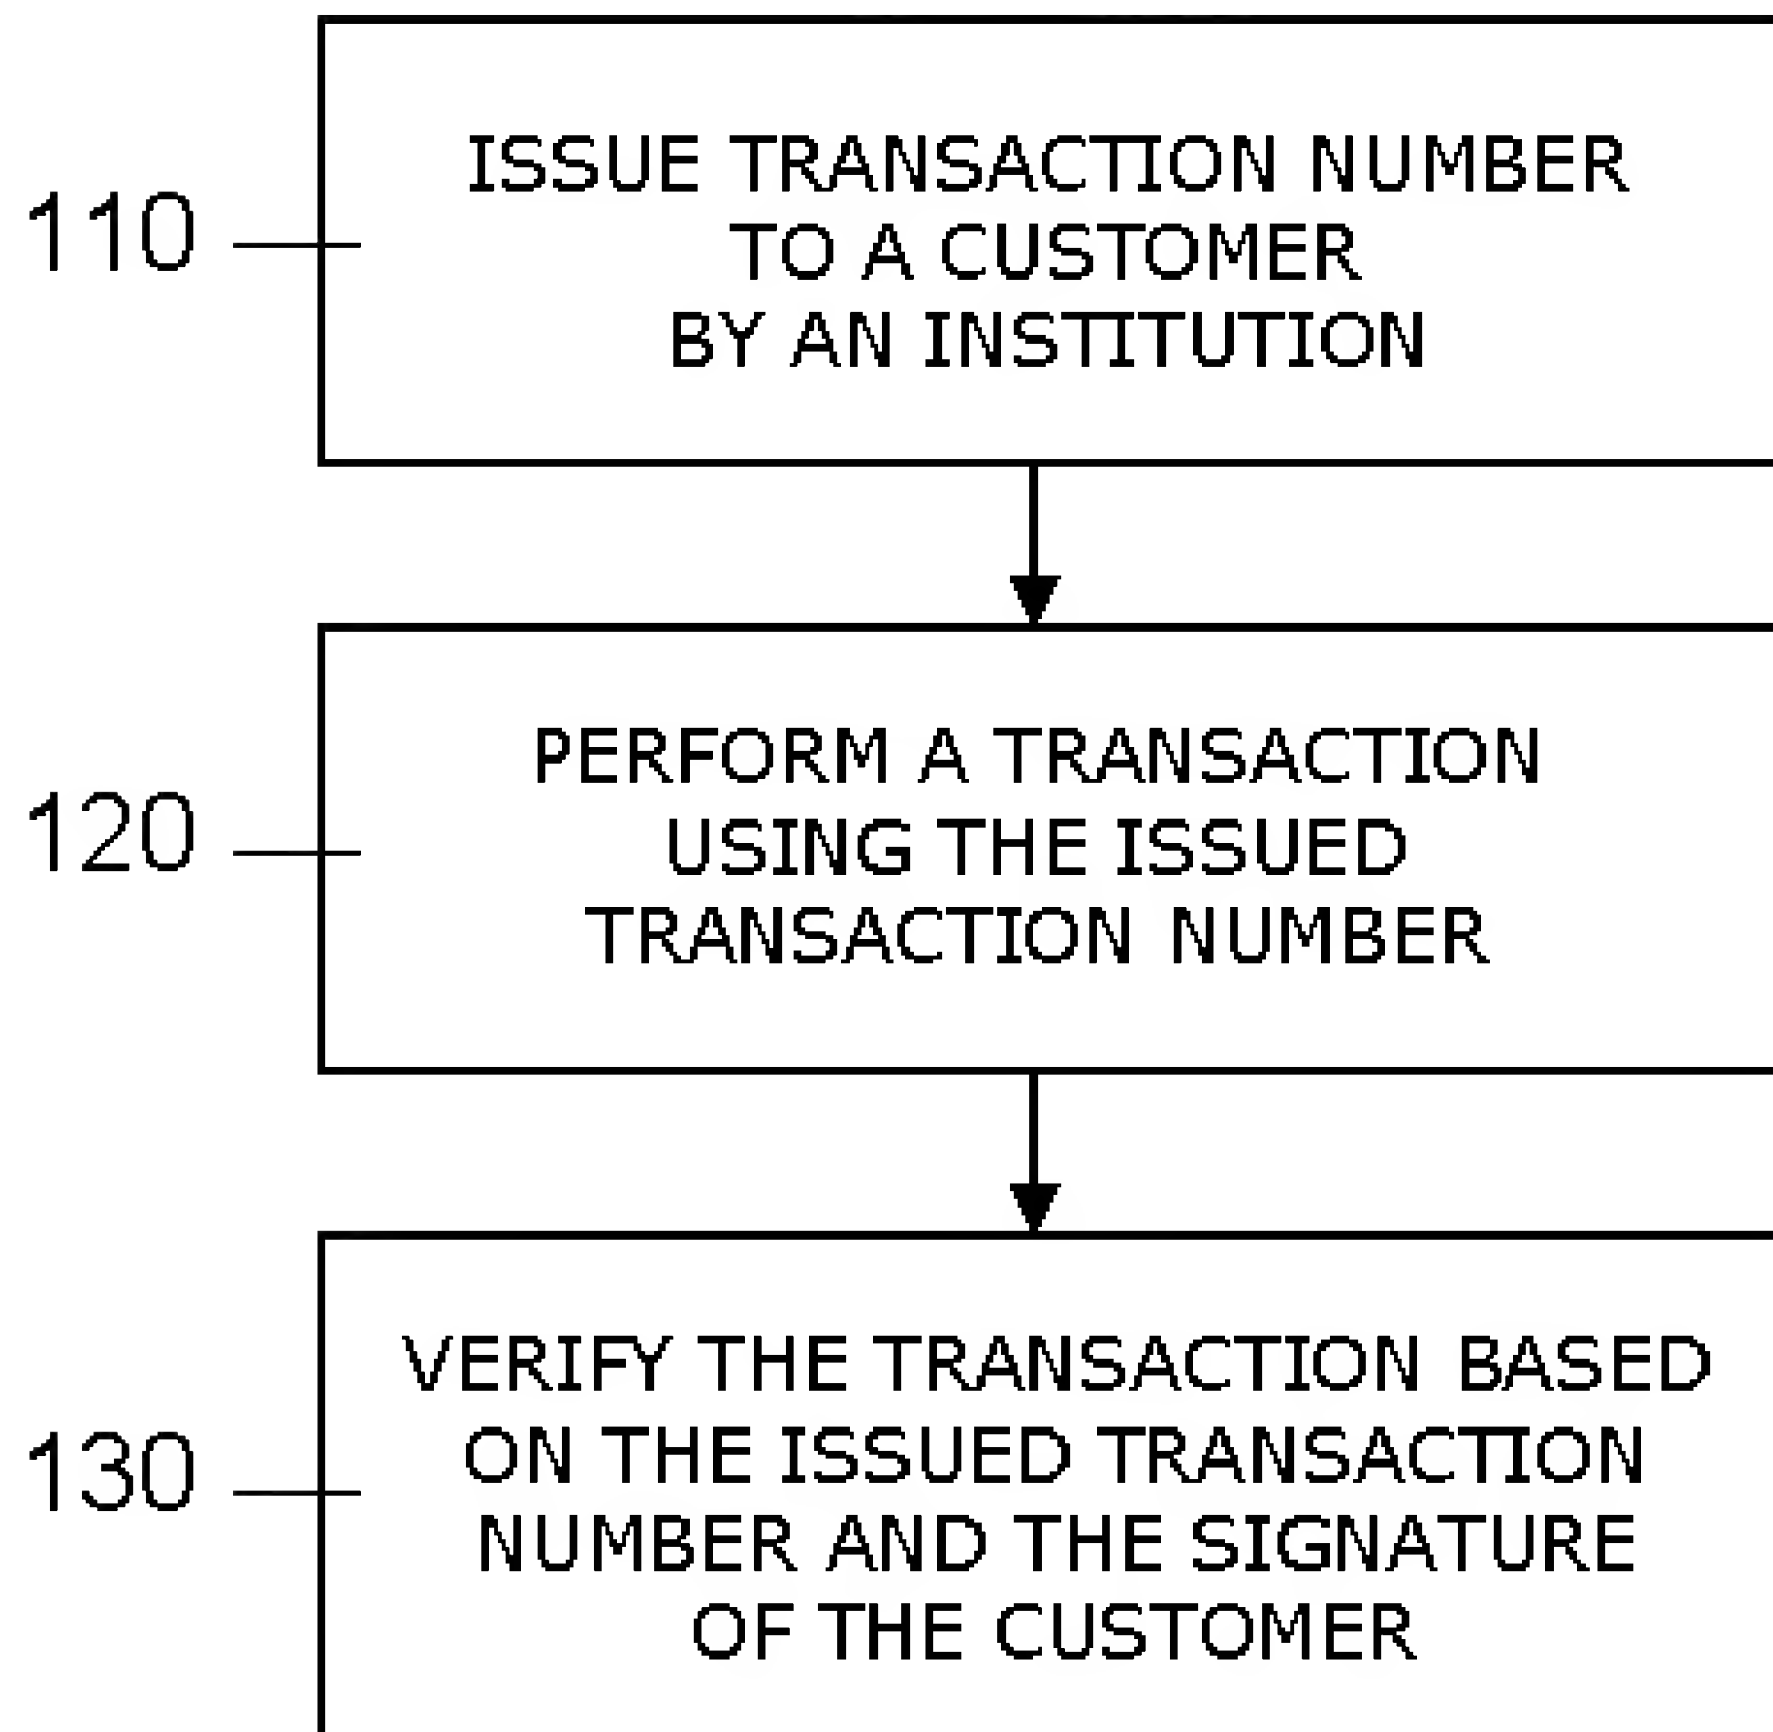 110
ISSUE TRANSACTION NUMBER
TO A CUSTOMER
BY AN INSTITUTION
120
PERFORM A TRANSACTION
USING THE ISSUED
TRANSACTION NUMBER
130
VERIFY THE TRANSACTION BASED
ON THE ISSUED TRANSACTION
NUMBER AND THE SIGNATURE
OF THE CUSTOMER